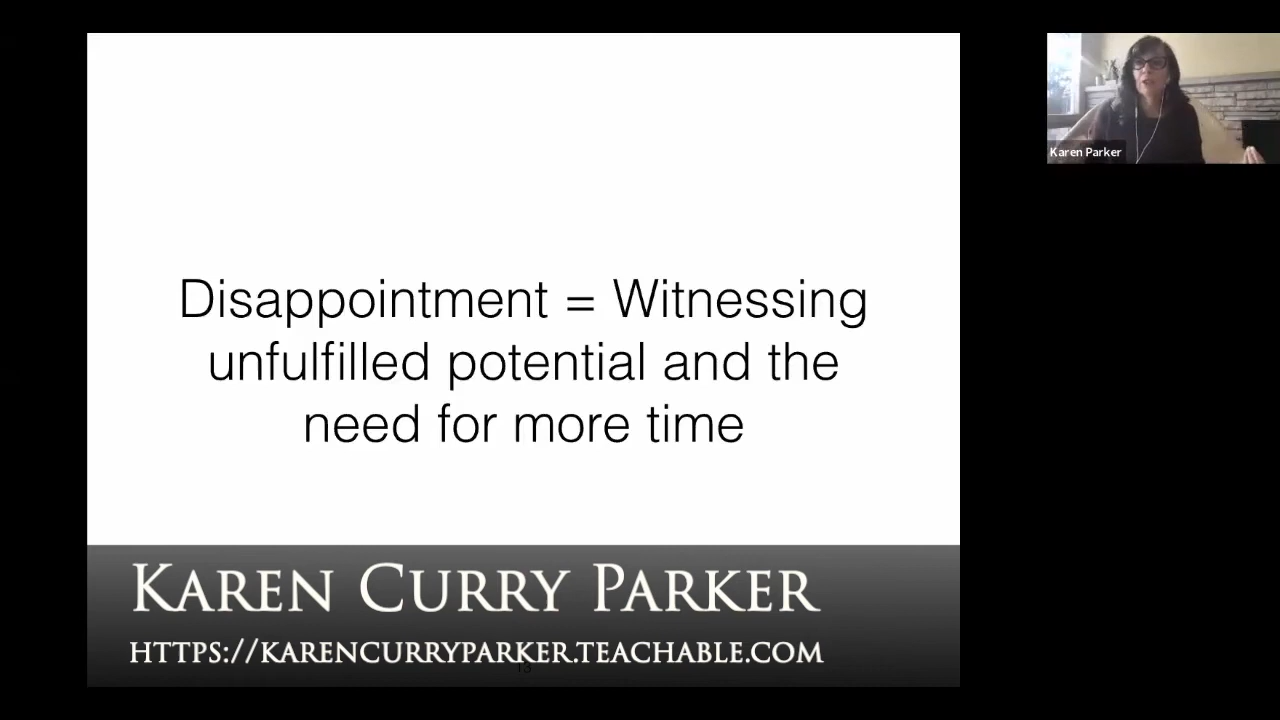 Disappointment = Witnessing
unfulfilled potential and the
need for more time
Karen Parker
KAREN CURRY PARKER
HTTPS://KARENCURRYPARKER.TEACHABLE.COM
13